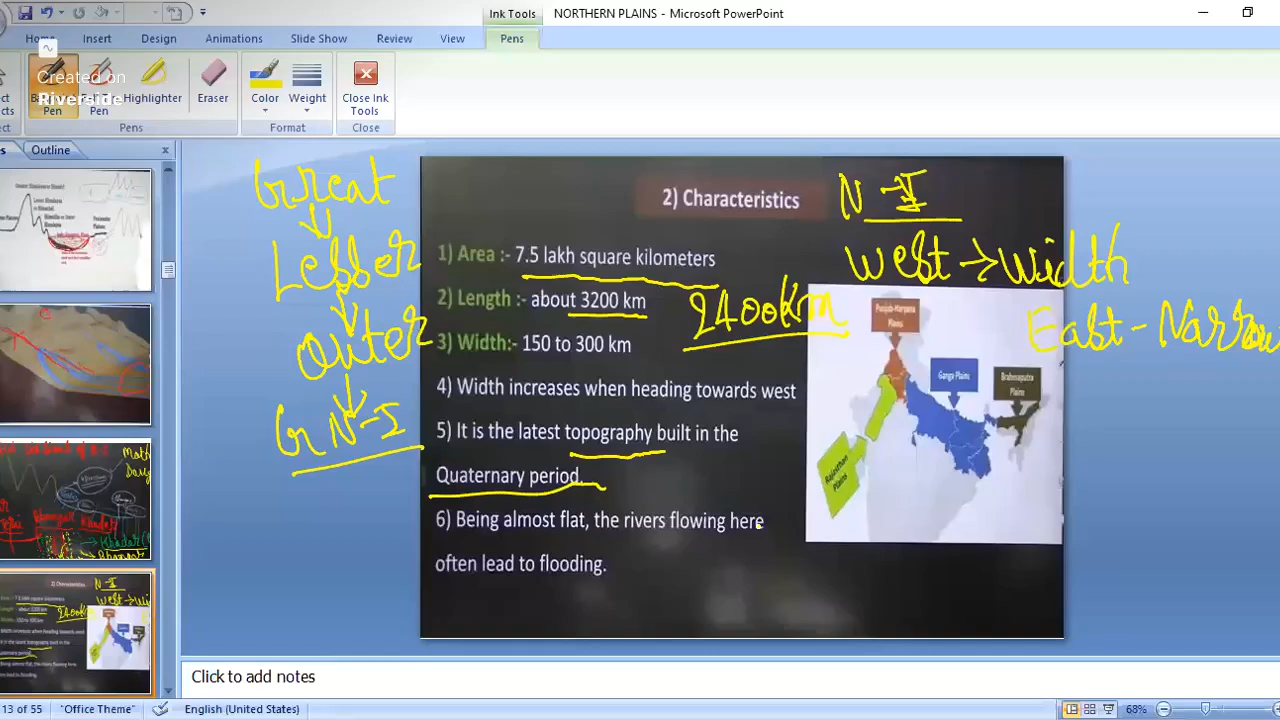 Ink Tools
NORTHERN PLAINS - Microsoft PowerPoint
Home Insert Design Animations Slide Show Review View Pens
Created on
Riverside
Pen
Pen
Highlighter
Eraser
Color
Weight
Close Ink
Tools
Pens
Format
Close
Outline
Great
Lesser
Outer
Gr N-I
2) Characteristics
N-I
West → Width
East - Narrow
1) Area :- 7.5 lakh square kilometers
2) Length :- about 3200 km
2400km
3) Width:- 150 to 300 km
4) Width increases when heading towards west
5) It is the latest topography built in the
Quaternary period.
6) Being almost flat, the rivers flowing here
often lead to flooding.
Punjab-Haryana
Plains
Ganga Plains
Brahmaputra
Plains
Rajasthan
Plains
Click to add notes
13 of 55
"Office Theme"
English (United States)
68%